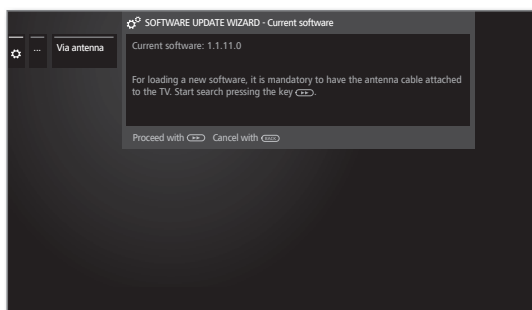 SOFTWARE UPDATE WIZARD - Current software
... Via antenna
Current software: 1.1.11.0
For loading a new software, it is mandatory to have the antenna cable attached
to the TV. Start search pressing the key ▶▶.
Proceed with ▶▶ Cancel with BACK